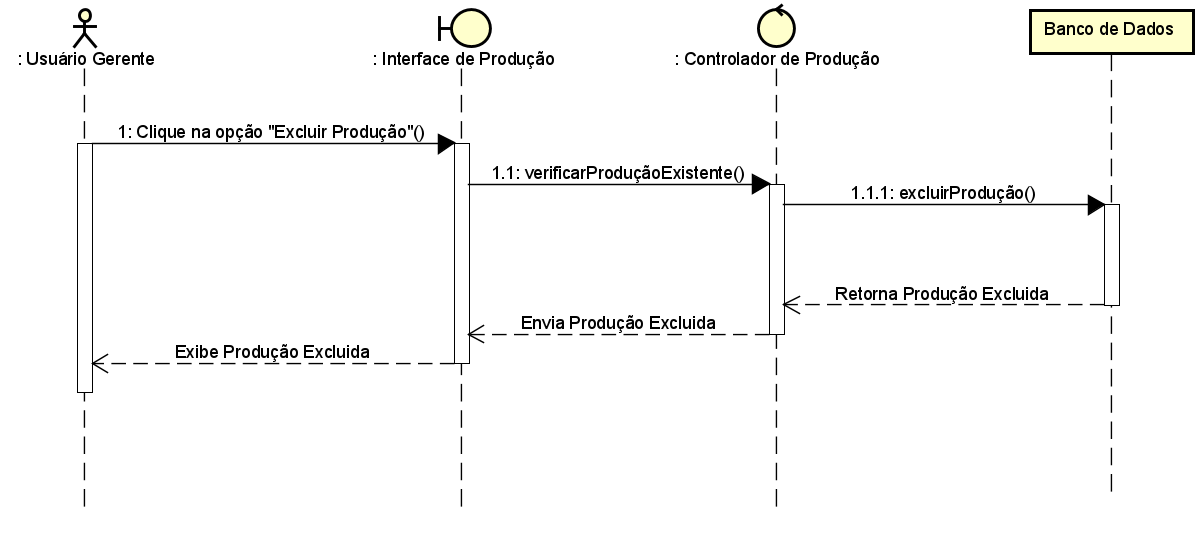 : Usuário Gerente
: Interface de Produção
: Controlador de Produção
Banco de Dados
1: Clique na opção "Excluir Produção"()
1.1: verificarProduçãoExistente()
1.1.1: excluirProdução()
Retorna Produção Excluida
Envia Produção Excluida
Exibe Produção Excluida